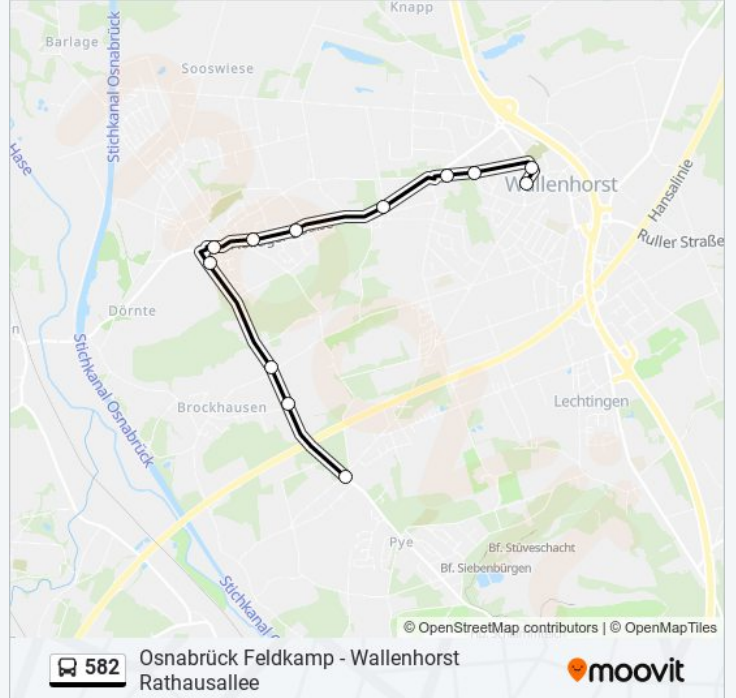 Knapp
Barlage
Sooswiese
Stichkanal Osnabrück
Hase
Wallenhorst
Hansalinie
Ruller Straße
Dörnte
n
Stichkanal Osnabrück
Brockhausen
Lechtingen
Pye
Bf. Stüveschacht
Bf. Siebenbürgen
Stichkanal O
© OpenStreetMap contributors | © OpenMapTiles
582
Osnabrück Feldkamp - Wallenhorst
Rathausallee
moovit